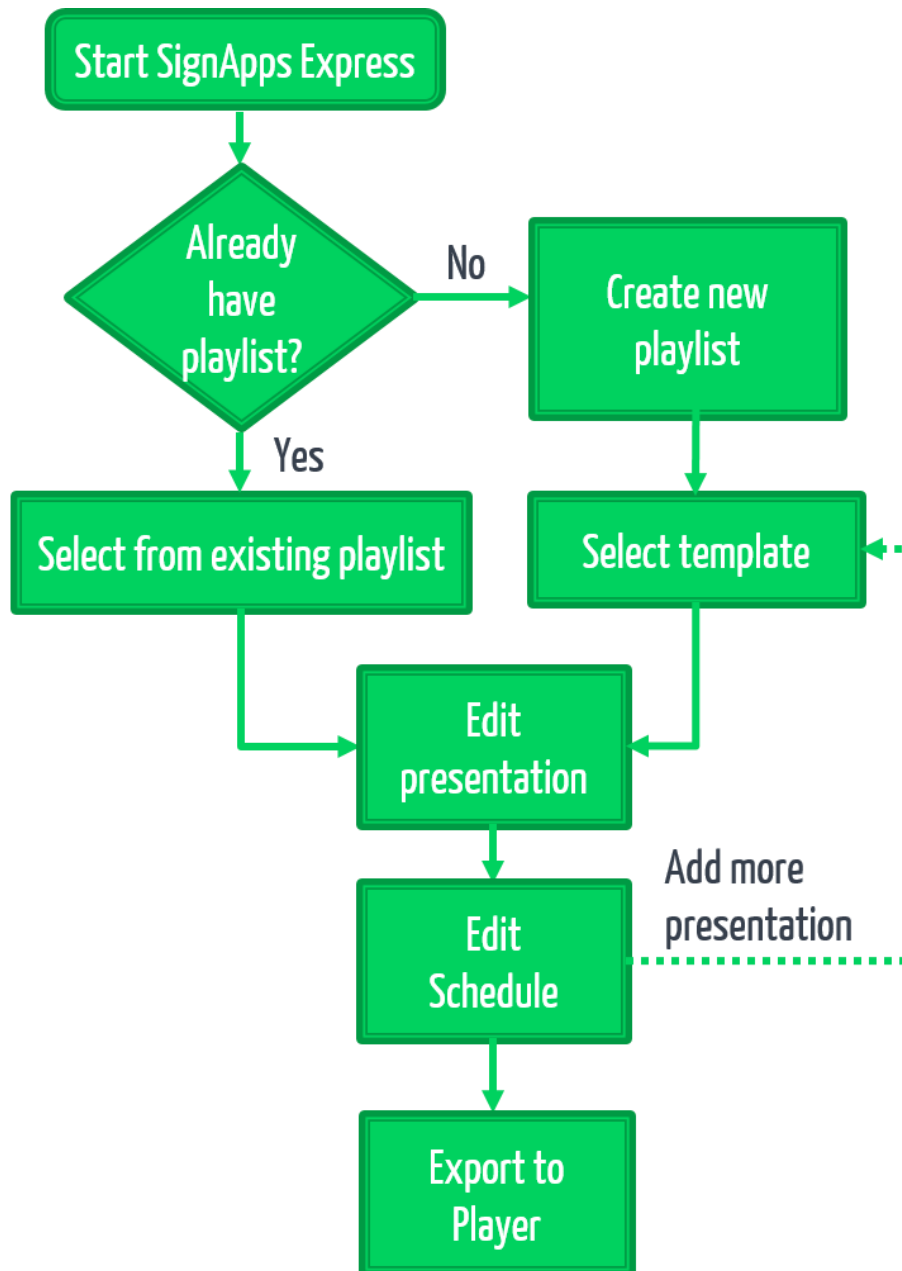 Start SignApps Express
Already
have
playlist?
No
Create new
playlist
Yes
Select from existing playlist
Select template
Edit
presentation
Add more
presentation
Edit
Schedule
Export to
Player